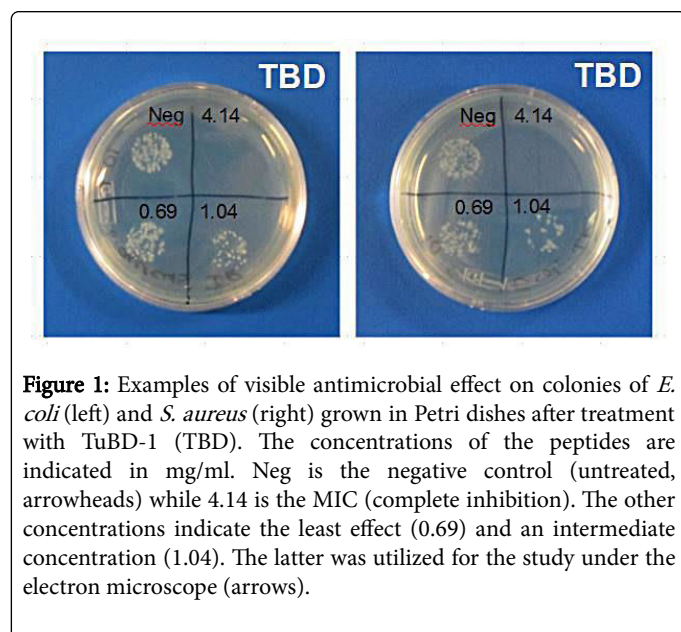 TBD
Neg 4.14
0.69 1.04
TBD
Neg 4.14
0.69 1.04
Figure 1: Examples of visible antimicrobial effect on colonies of E.
coli (left) and S. aureus (right) grown in Petri dishes after treatment
with TuBD-1 (TBD). The concentrations of the peptides are
indicated in mg/ml. Neg is the negative control (untreated,
arrowheads) while 4.14 is the MIC (complete inhibition). The other
concentrations indicate the least effect (0.69) and an intermediate
concentration (1.04). The latter was utilized for the study under the
electron microscope (arrows).